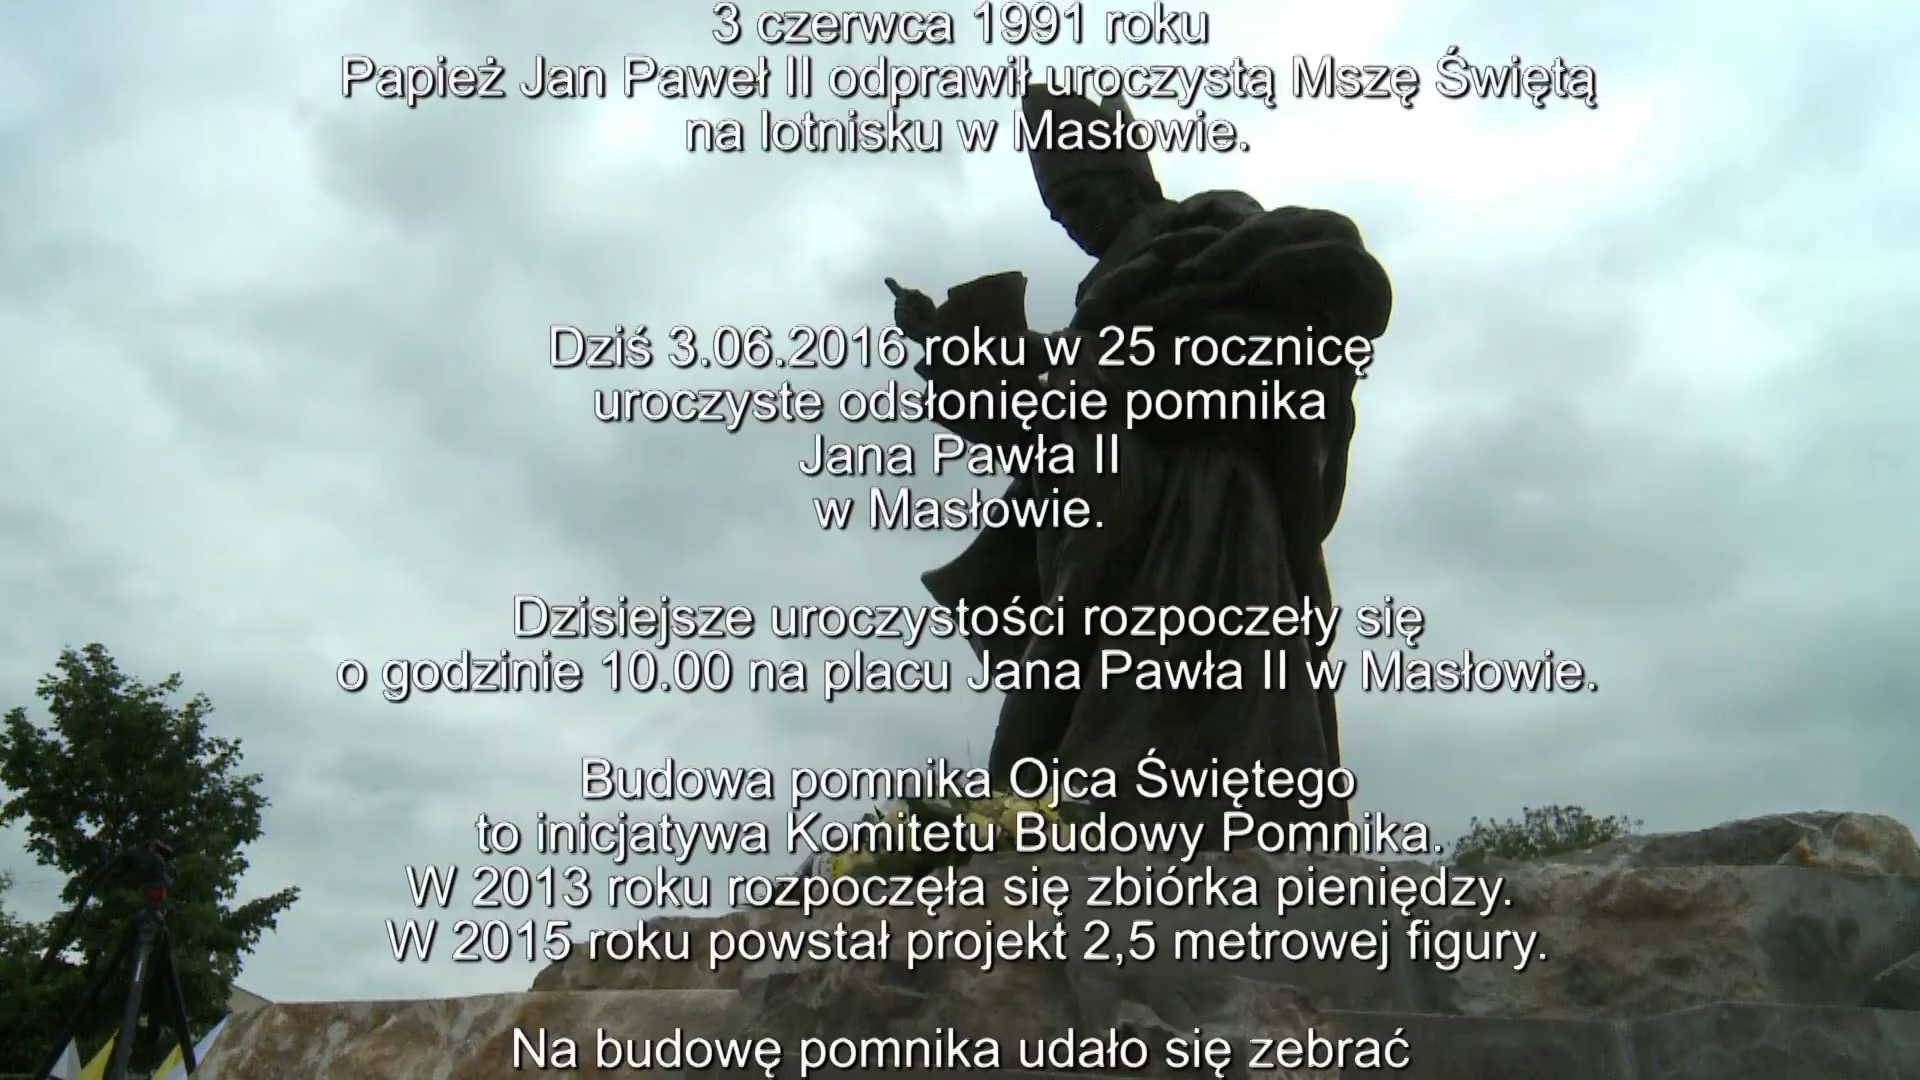 3 czerwca 1991 roku
Papież Jan Paweł II odprawił uroczystą Mszę Świętą
na lotnisku w Masłowie.
Dziś 3.06.2016 roku w 25 rocznicę
uroczyste odsłonięcie pomnika
Jana Pawła II
w Masłowie.
Dzisiejsze uroczystości rozpoczeły się
o godzinie 10.00 na placu Jana Pawła II w Masłowie.
Budowa pomnika Ojca Świętego
to inicjatywa Komitetu Budowy Pomnika.
W 2013 roku rozpoczęła się zbiórka pieniędzy.
W 2015 roku powstał projekt 2,5 metrowej figury.
Na budowę pomnika udało się zebrać